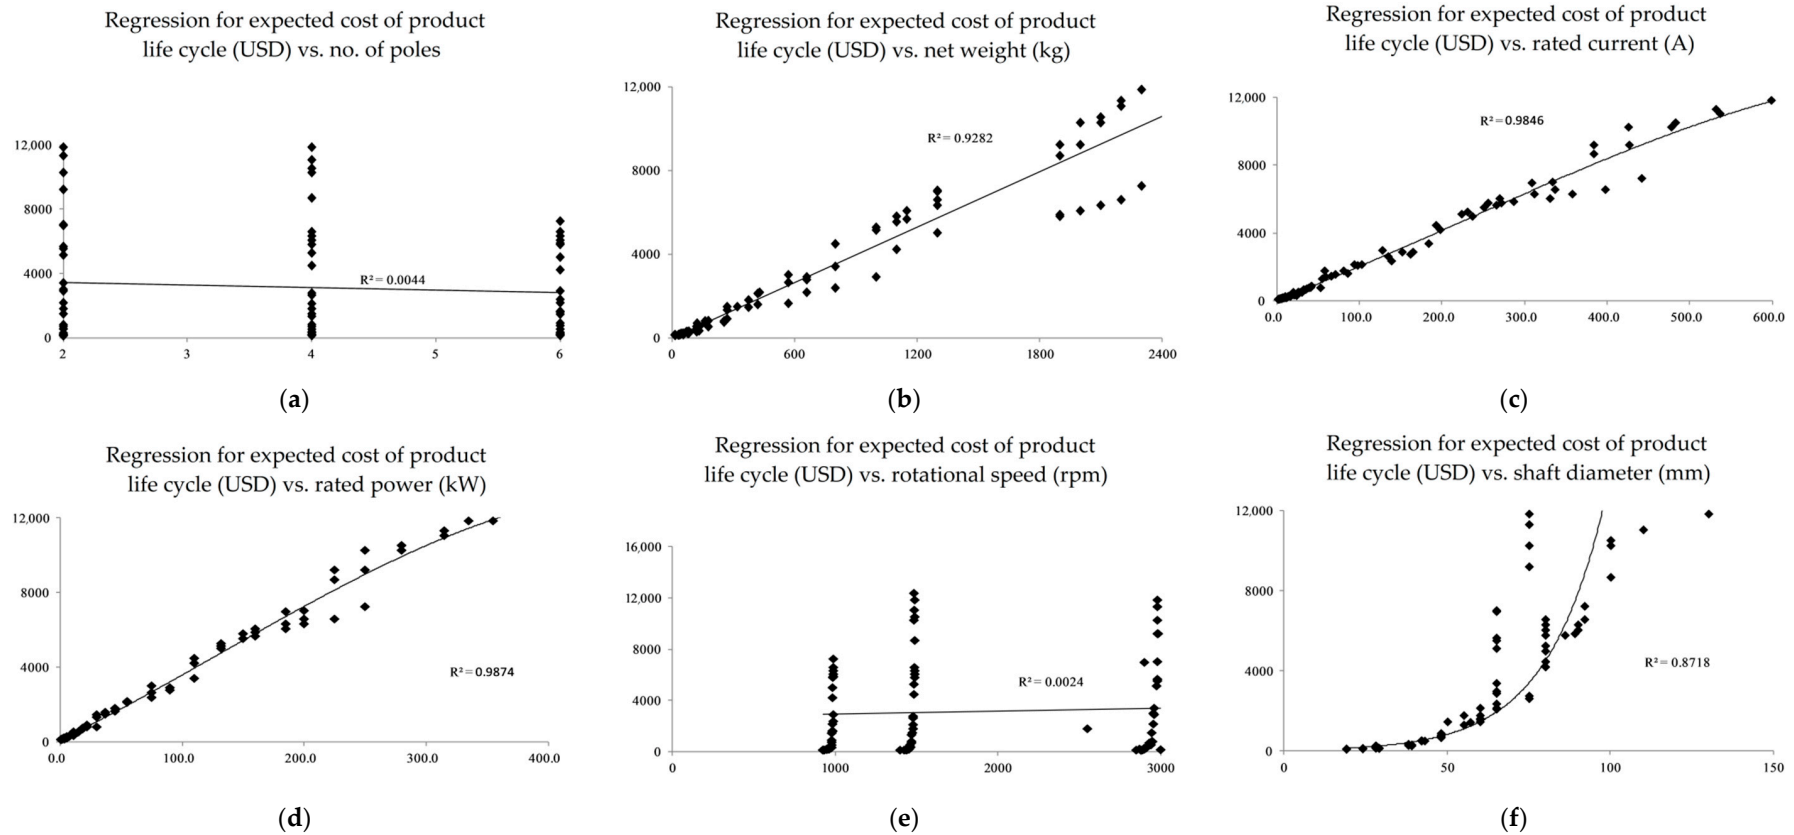 Regression for expected cost of product
life cycle (USD) vs. no. of poles
12,000
8000
4000
0
R² = 0.0044
2 3 4 5 6
(a)
Regression for expected cost of product
life cycle (USD) vs. net weight (kg)
12,000
8000
4000
0
R² = 0.9282
0 600 1200 1800 2400
(b)
Regression for expected cost of product
life cycle (USD) vs. rated current (A)
12,000
8000
4000
0
R² = 0.9846
0.0 100.0 200.0 300.0 400.0 500.0 600.0
(c)
Regression for expected cost of product
life cycle (USD) vs. rated power (kW)
12,000
8000
4000
0
R² = 0.9874
0.0 100.0 200.0 300.0 400.0
(d)
Regression for expected cost of product
life cycle (USD) vs. rotational speed (rpm)
16,000
12,000
8000
4000
0
R² = 0.0024
0 1000 2000 3000
(e)
Regression for expected cost of product
life cycle (USD) vs. shaft diameter (mm)
12,000
8000
4000
0
R² = 0.8718
0 50 100 150
(f)